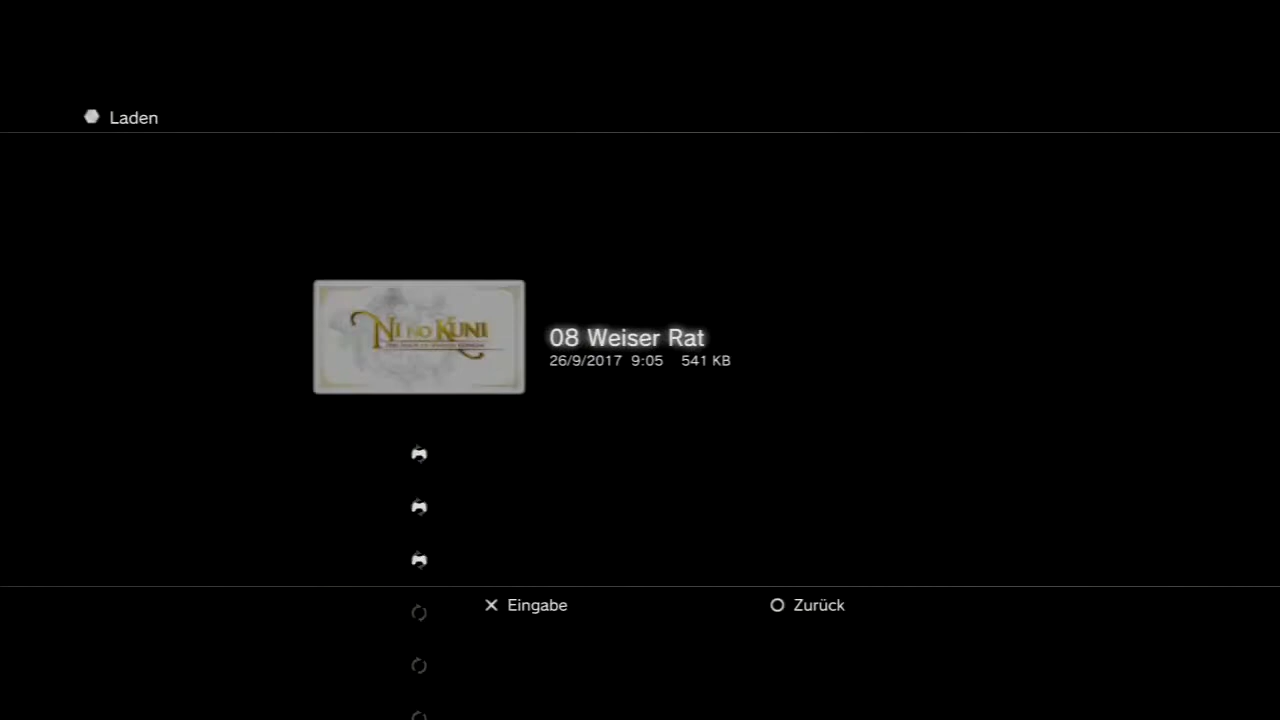 Laden
NI NO KUNI
08 Weiser Rat
26/9/2017 9:05 541 KB
Eingabe
Zurück